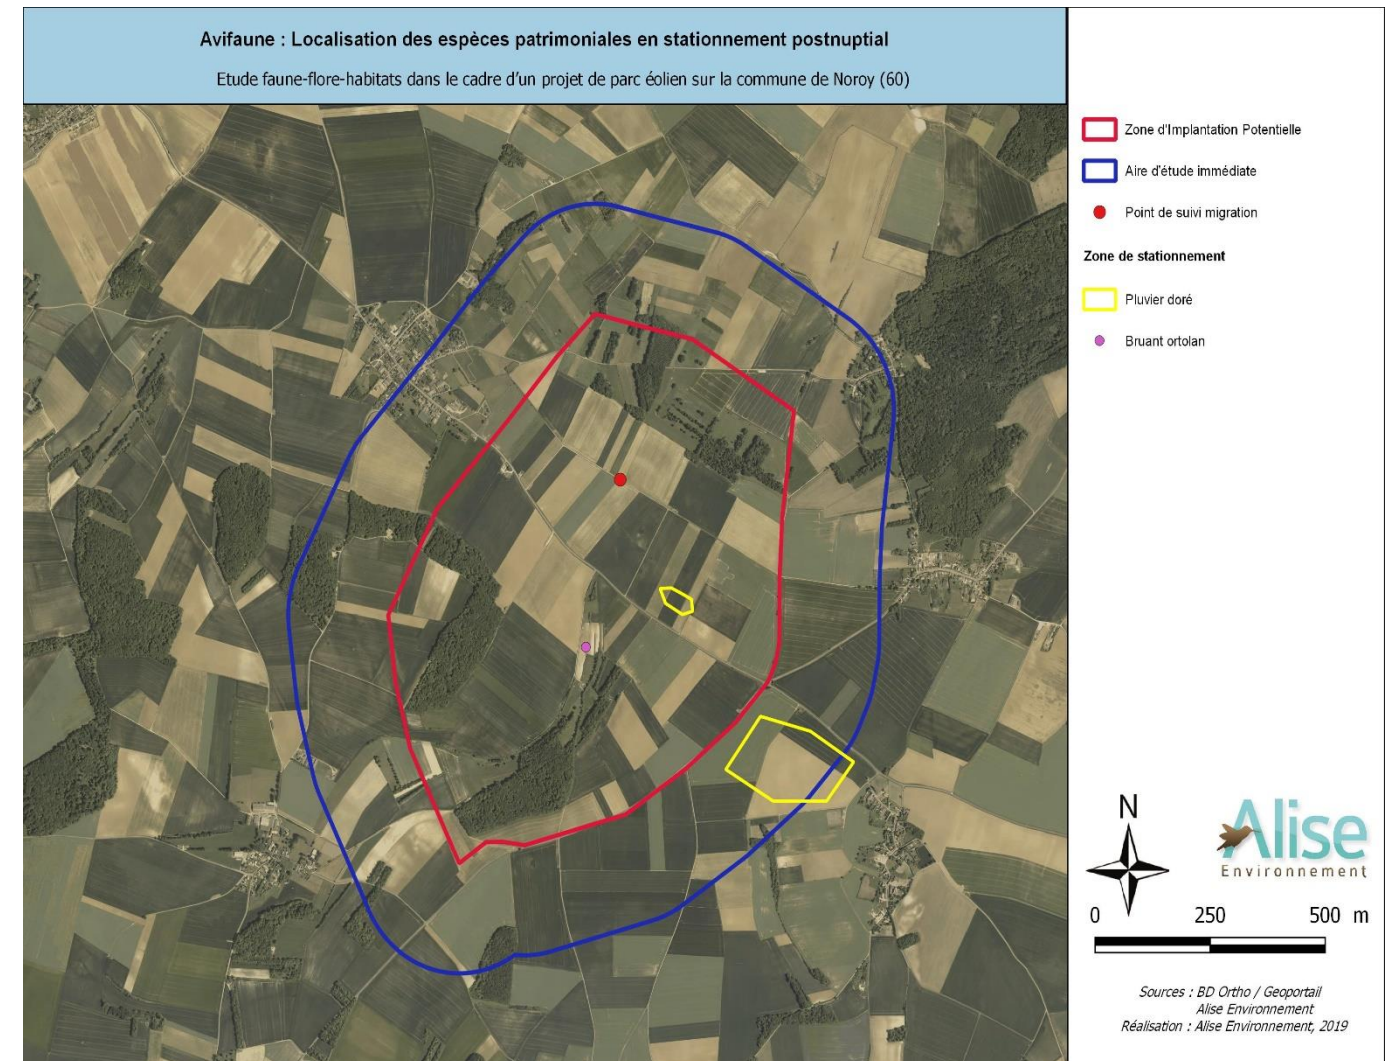 Avifaune : Localisation des espèces patrimoniales en stationnement postnuptial
Etude faune-flore-habitats dans le cadre d'un projet de parc éolien sur la commune de Noroy (60)
Zone d'Implantation Potentielle
Aire d'étude immédiate
Point de suivi migration
Zone de stationnement
Pluvier doré
Bruant ortolan
N
Alise
Environnement
0 250 500 m
Sources : BD Ortho / Geoportail
Alise Environnement
Réalisation : Alise Environnement, 2019